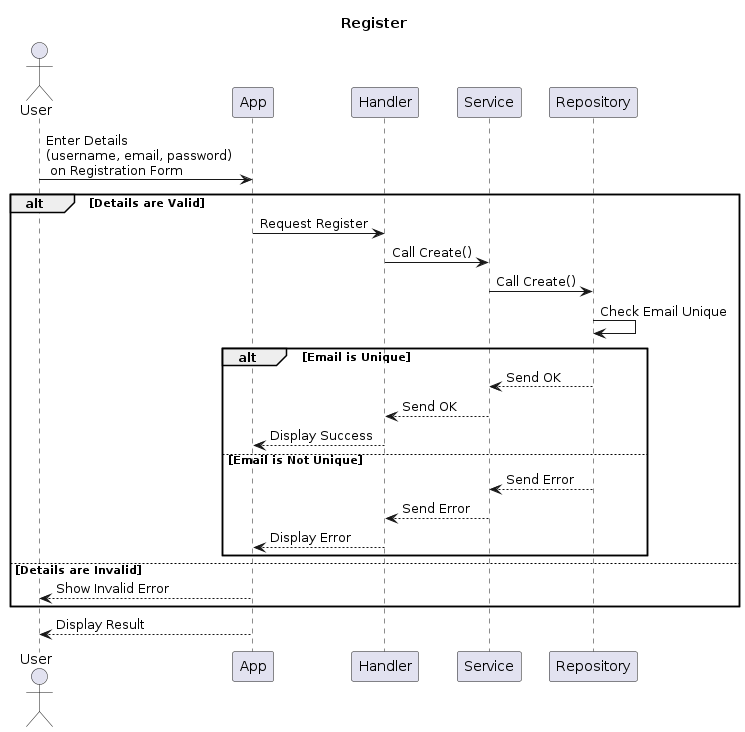 Register
User
App
Handler
Service
Repository
Enter Details
(username, email, password)
on Registration Form
alt [Details are Valid]
Request Register
Call Create()
Call Create()
Check Email Unique
alt [Email is Unique]
Send OK
Send OK
Display Success
[Email is Not Unique]
Send Error
Send Error
Display Error
[Details are Invalid]
Show Invalid Error
Display Result
User
App
Handler
Service
Repository